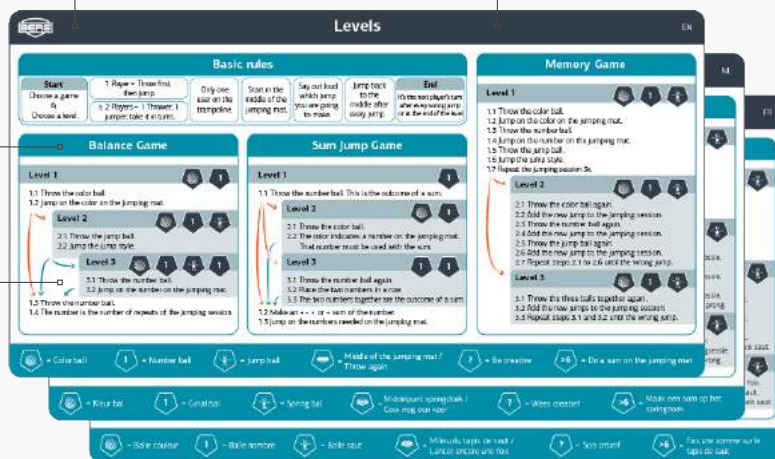 BERG
Levels
EN
Basic rules
Start
Choose a game
&
Choose a level.
1 Player = Throw first,
then jump.
≥ 2 Players = 1 Thrower, 1
jumper, take it in turns.
Only one
user on the
trampoline.
Start in the
middle of the
jumping mat.
Say out loud
which jump
you are going
to make.
Jump back
to the
middle after
every jump.
End
It's the next player's turn
after every wrong jump
or at the end of the level
Balance Game
Level 1
1
1.1 Throw the color ball.
1.2 Jump on the color on the jumping mat.
Level 2
1
2.1 Throw the jump ball.
2.2 Jump the jump style.
Level 3
1
1
3.1 Throw the number ball.
3.2 Jump on the number on the jumping mat.
1.3 Throw the number ball.
1.4 The number is the number of repeats of the jumping session.
Sum Jump Game
Level 1
1
1.1 Throw the number ball. This is the outcome of a sum.
Level 2
1
2.1 Throw the color ball.
2.2 The color indicates a number on the jumping mat.
That number must be used with the sum.
Level 3
1
1
3.1 Throw the number ball again.
3.2 Place the two numbers in a row.
3.3 The two numbers together are the outcome of a sum.
1.2 Make an + - x or ÷ sum of the number.
1.3 Jump on the numbers needed on the jumping mat.
Memory Game
Level 1
1
1.1 Throw the color ball.
1.2 Jump on the color on the jumping mat.
1.3 Throw the number ball.
1.4 Jump on the number on the jumping mat.
1.5 Throw the jump ball.
1.6 Jump the jump style.
1.7 Repeat the jumping session 3x.
Level 2
1
2.1 Throw the color ball again.
2.2 Add the new jump to the jumping session.
2.3 Throw the number ball again.
2.4 Add the new jump to the jumping session.
2.5 Throw the jump ball again.
2.6 Add the new jump to the jumping session.
2.7 Repeat steps 2.1 to 2.6 until the wrong jump.
Level 3
1
3.1 Throw the three balls together again.
3.2 Add the new jumps to the jumping session
3.3 Repeat steps 3.1 and 3.2 until the wrong jump.
= Color ball
1 = Number ball
= Jump ball
= Middle of the jumping mat /
Throw again
? = Be creative
>6 = Do a sum on the jumping mat
NL
= Kleur bal
1 = Getal bal
= Spring bal
= Middelpunt springdoek /
Gooi nog een keer
? = Wees creatief
>6 = Maak een som op het
springdoek
FR
= Balle couleur
1 = Balle nombre
= Balle saut
= Milieu du tapis de saut /
Lancer encore une fois
? = Sois créatif
>6 = Fais une somme sur le
tapis de saut